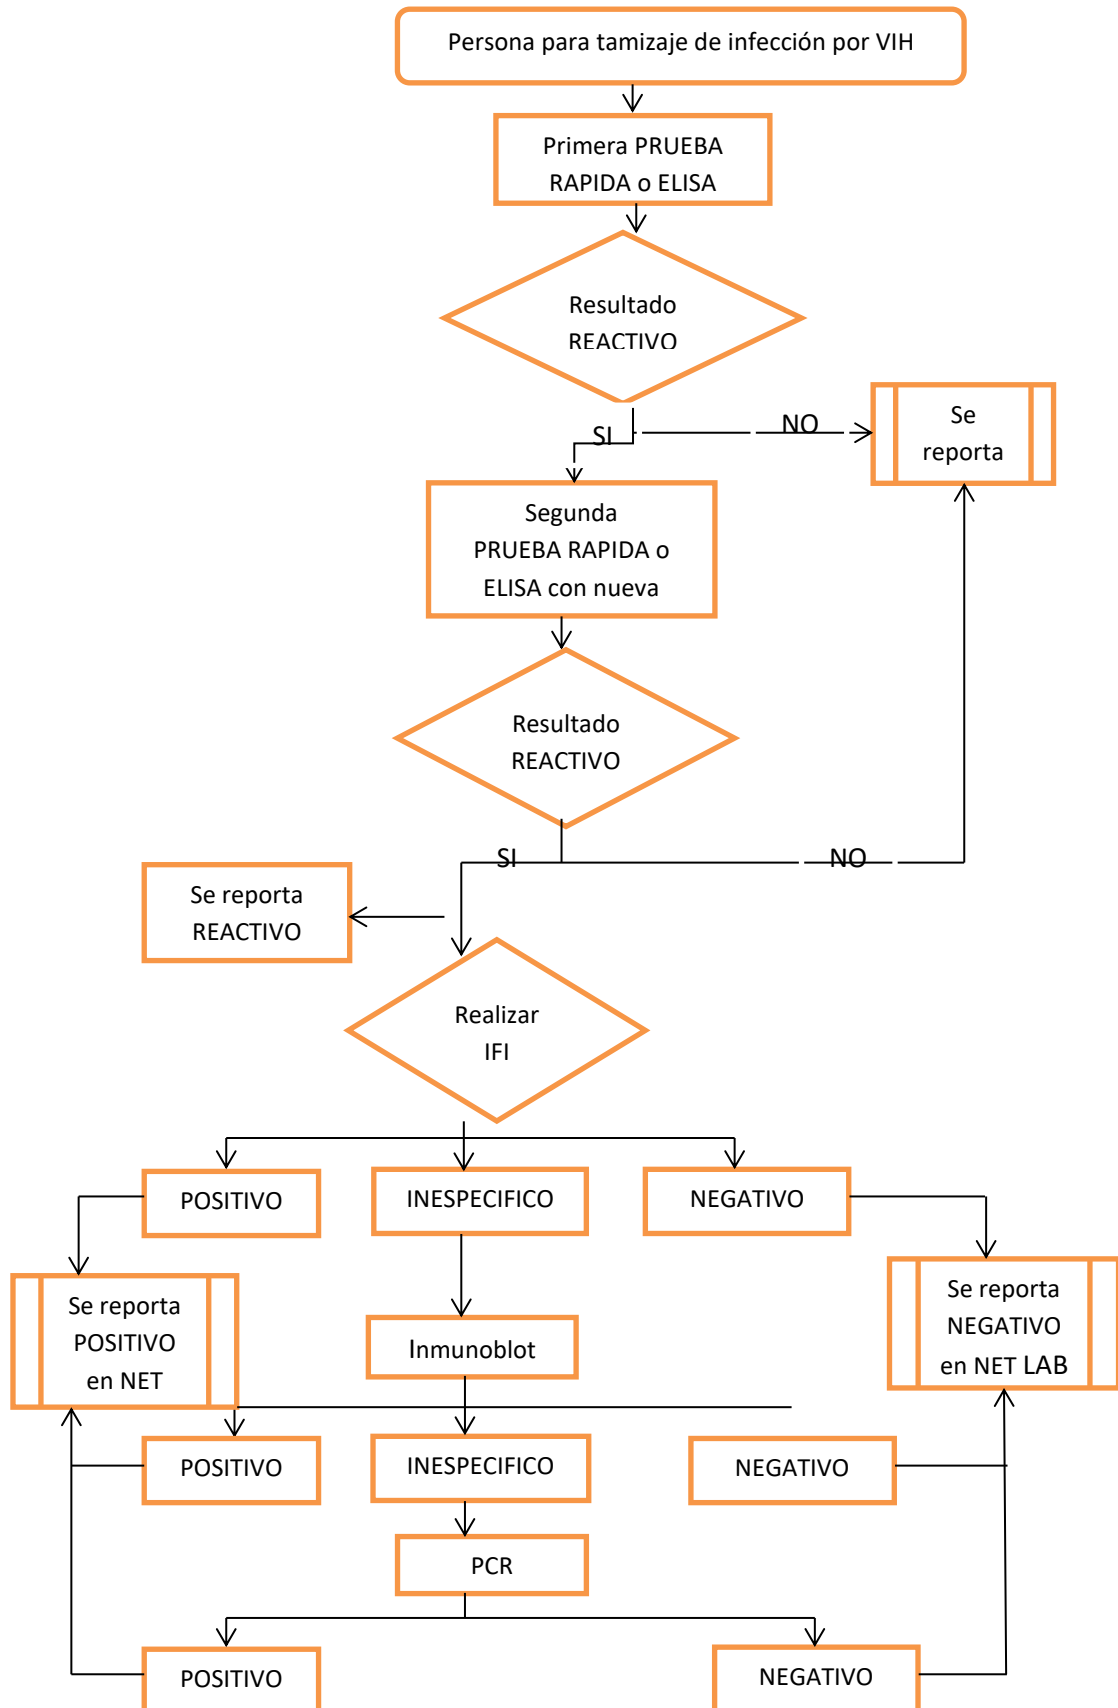 Persona para tamizaje de infección por VIH
Primera PRUEBA
RAPIDA o ELISA
Resultado
REACTIVO
SI
NO
Se
reporta
Segunda
PRUEBA RAPIDA o
ELISA con nueva
Resultado
REACTIVO
SI
NO
Se reporta
REACTIVO
Realizar
IFI
POSITIVO
INESPECIFICO
NEGATIVO
Se reporta
POSITIVO
en NET
Inmunoblot
Se reporta
NEGATIVO
en NET LAB
POSITIVO
INESPECIFICO
NEGATIVO
PCR
POSITIVO
NEGATIVO